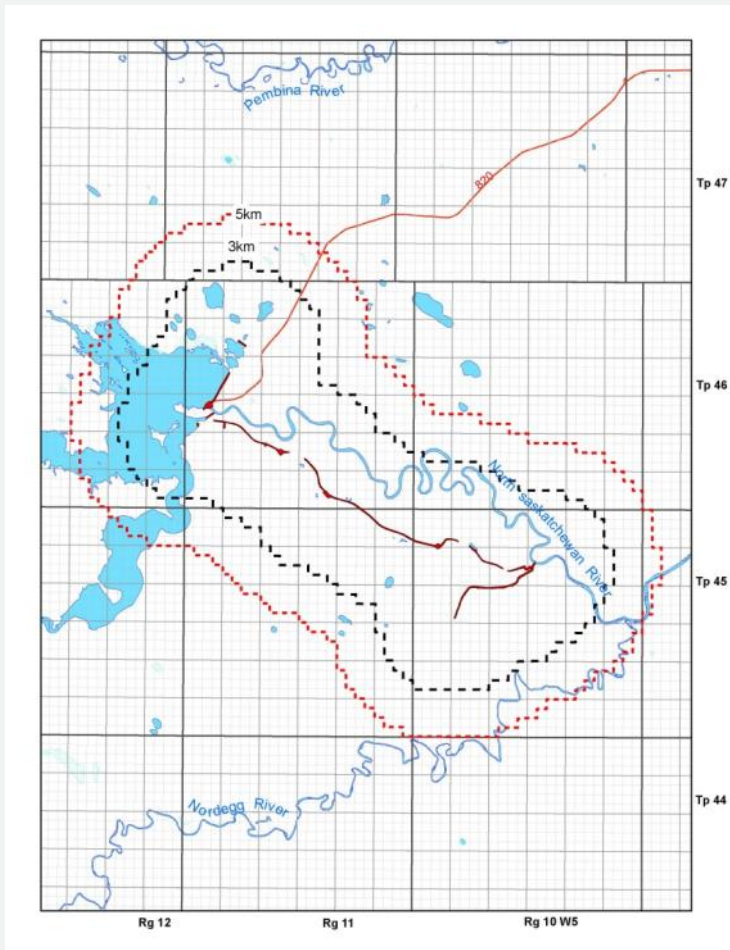 Pembina River
820
Tp 47
5km
3km
Tp 46
North saskatchewan River
Tp 45
Nordegg River
Tp 44
Rg 12
Rg 11
Rg 10 W5